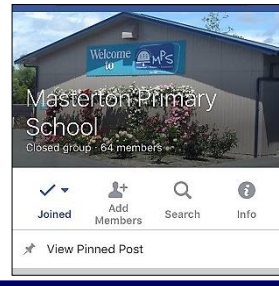 Welcome
to MPS
Masterton Primary
School
Closed group · 64 members
Joined
Add
Members
Search
Info
View Pinned Post